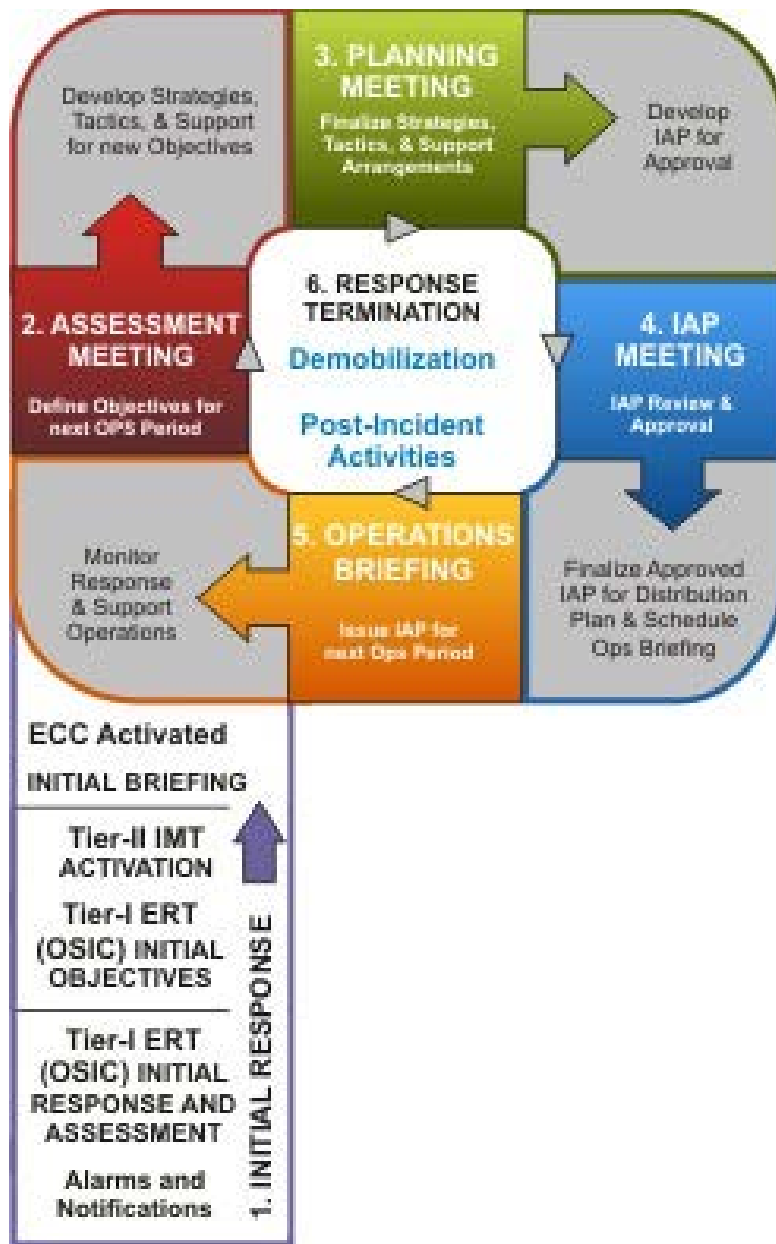 Develop Strategies,
Tactics, & Support
for new Objectives
3. PLANNING
MEETING
Finalize Strategies,
Tactics, & Support
Arrangements
Develop
IAP for
Approval
2. ASSESSMENT
MEETING
Define Objectives for
next OPS Period
6. RESPONSE
TERMINATION
Demobilization
Post-Incident
Activities
4. IAP
MEETING
IAP Review &
Approval
Monitor
Response
& Support
Operations
5. OPERATIONS
BRIEFING
Issue IAP for
next Ops Period
Finalize Approved
IAP for Distribution
Plan & Schedule
Ops Briefing
ECC Activated
INITIAL BRIEFING
Tier-II IMT
ACTIVATION
Tier-I ERT
(OSIC) INITIAL
OBJECTIVES
Tier-I ERT
(OSIC) INITIAL
RESPONSE AND
ASSESSMENT
Alarms and
Notifications
1. INITIAL RESPONSE